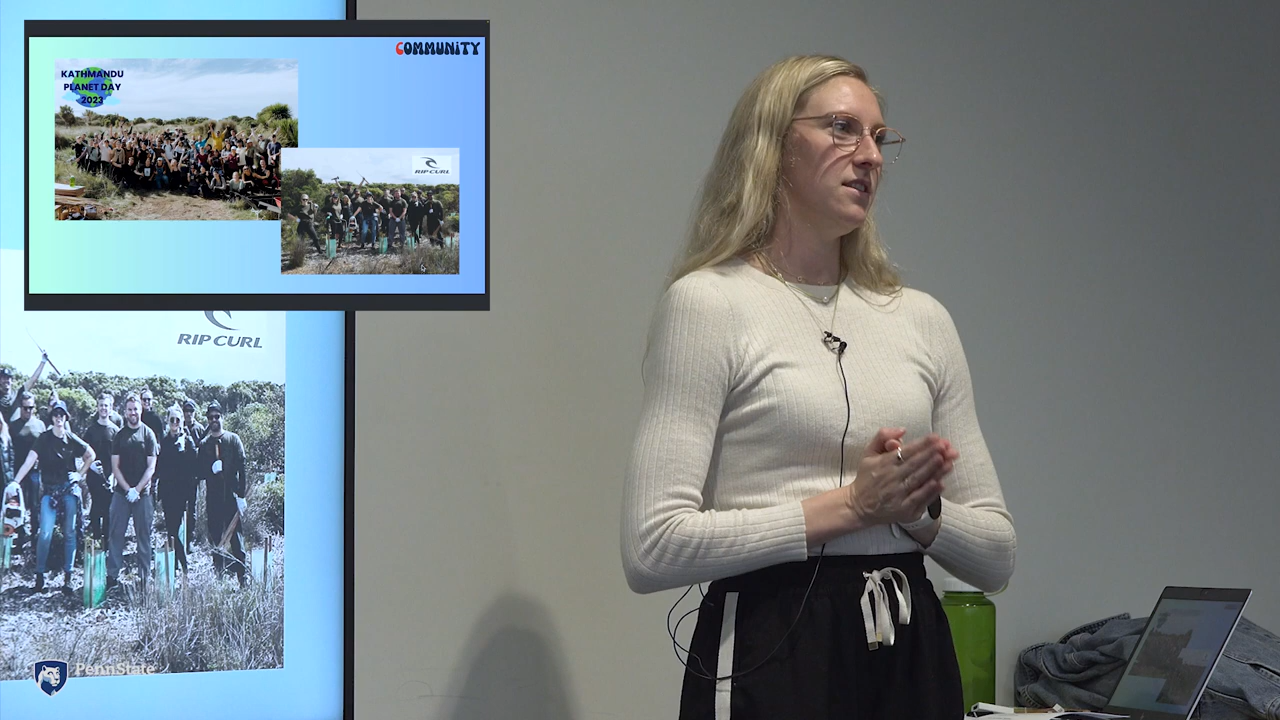 COMMUNiTY
KATHMANDU
PLANET DAY
2023
RIP CURL
RIP CURL
PennState